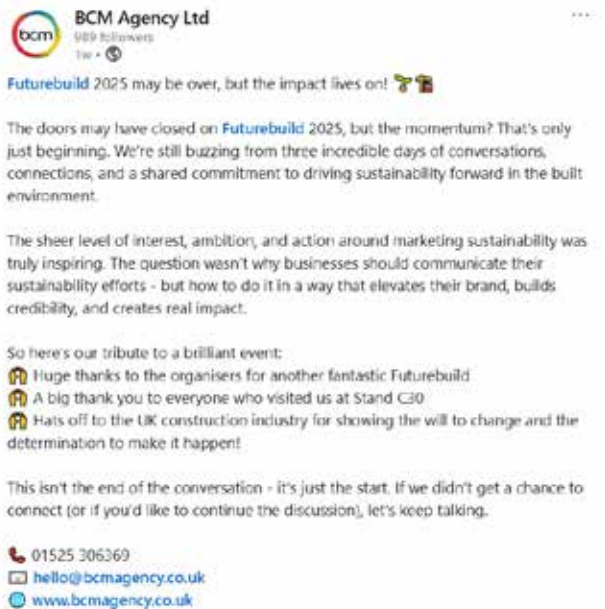 bcm
BCM Agency Ltd
989 followers
1w •
Futurebuild 2025 may be over, but the impact lives on!
The doors may have closed on Futurebuild 2025, but the momentum? That's only
just beginning. We're still buzzing from three incredible days of conversations,
connections, and a shared commitment to driving sustainability forward in the built
environment.
The sheer level of interest, ambition, and action around marketing sustainability was
truly inspiring. The question wasn't why businesses should communicate their
sustainability efforts - but how to do it in a way that elevates their brand, builds
credibility, and creates real impact.
So here's our tribute to a brilliant event:
Huge thanks to the organisers for another fantastic Futurebuild
A big thank you to everyone who visited us at Stand C30
Hats off to the UK construction industry for showing the will to change and the
determination to make it happen!
This isn't the end of the conversation - it's just the start. If we didn't get a chance to
connect (or if you'd like to continue the discussion), let's keep talking.
01525 306369
hello@bcmagency.co.uk
www.bcmagency.co.uk